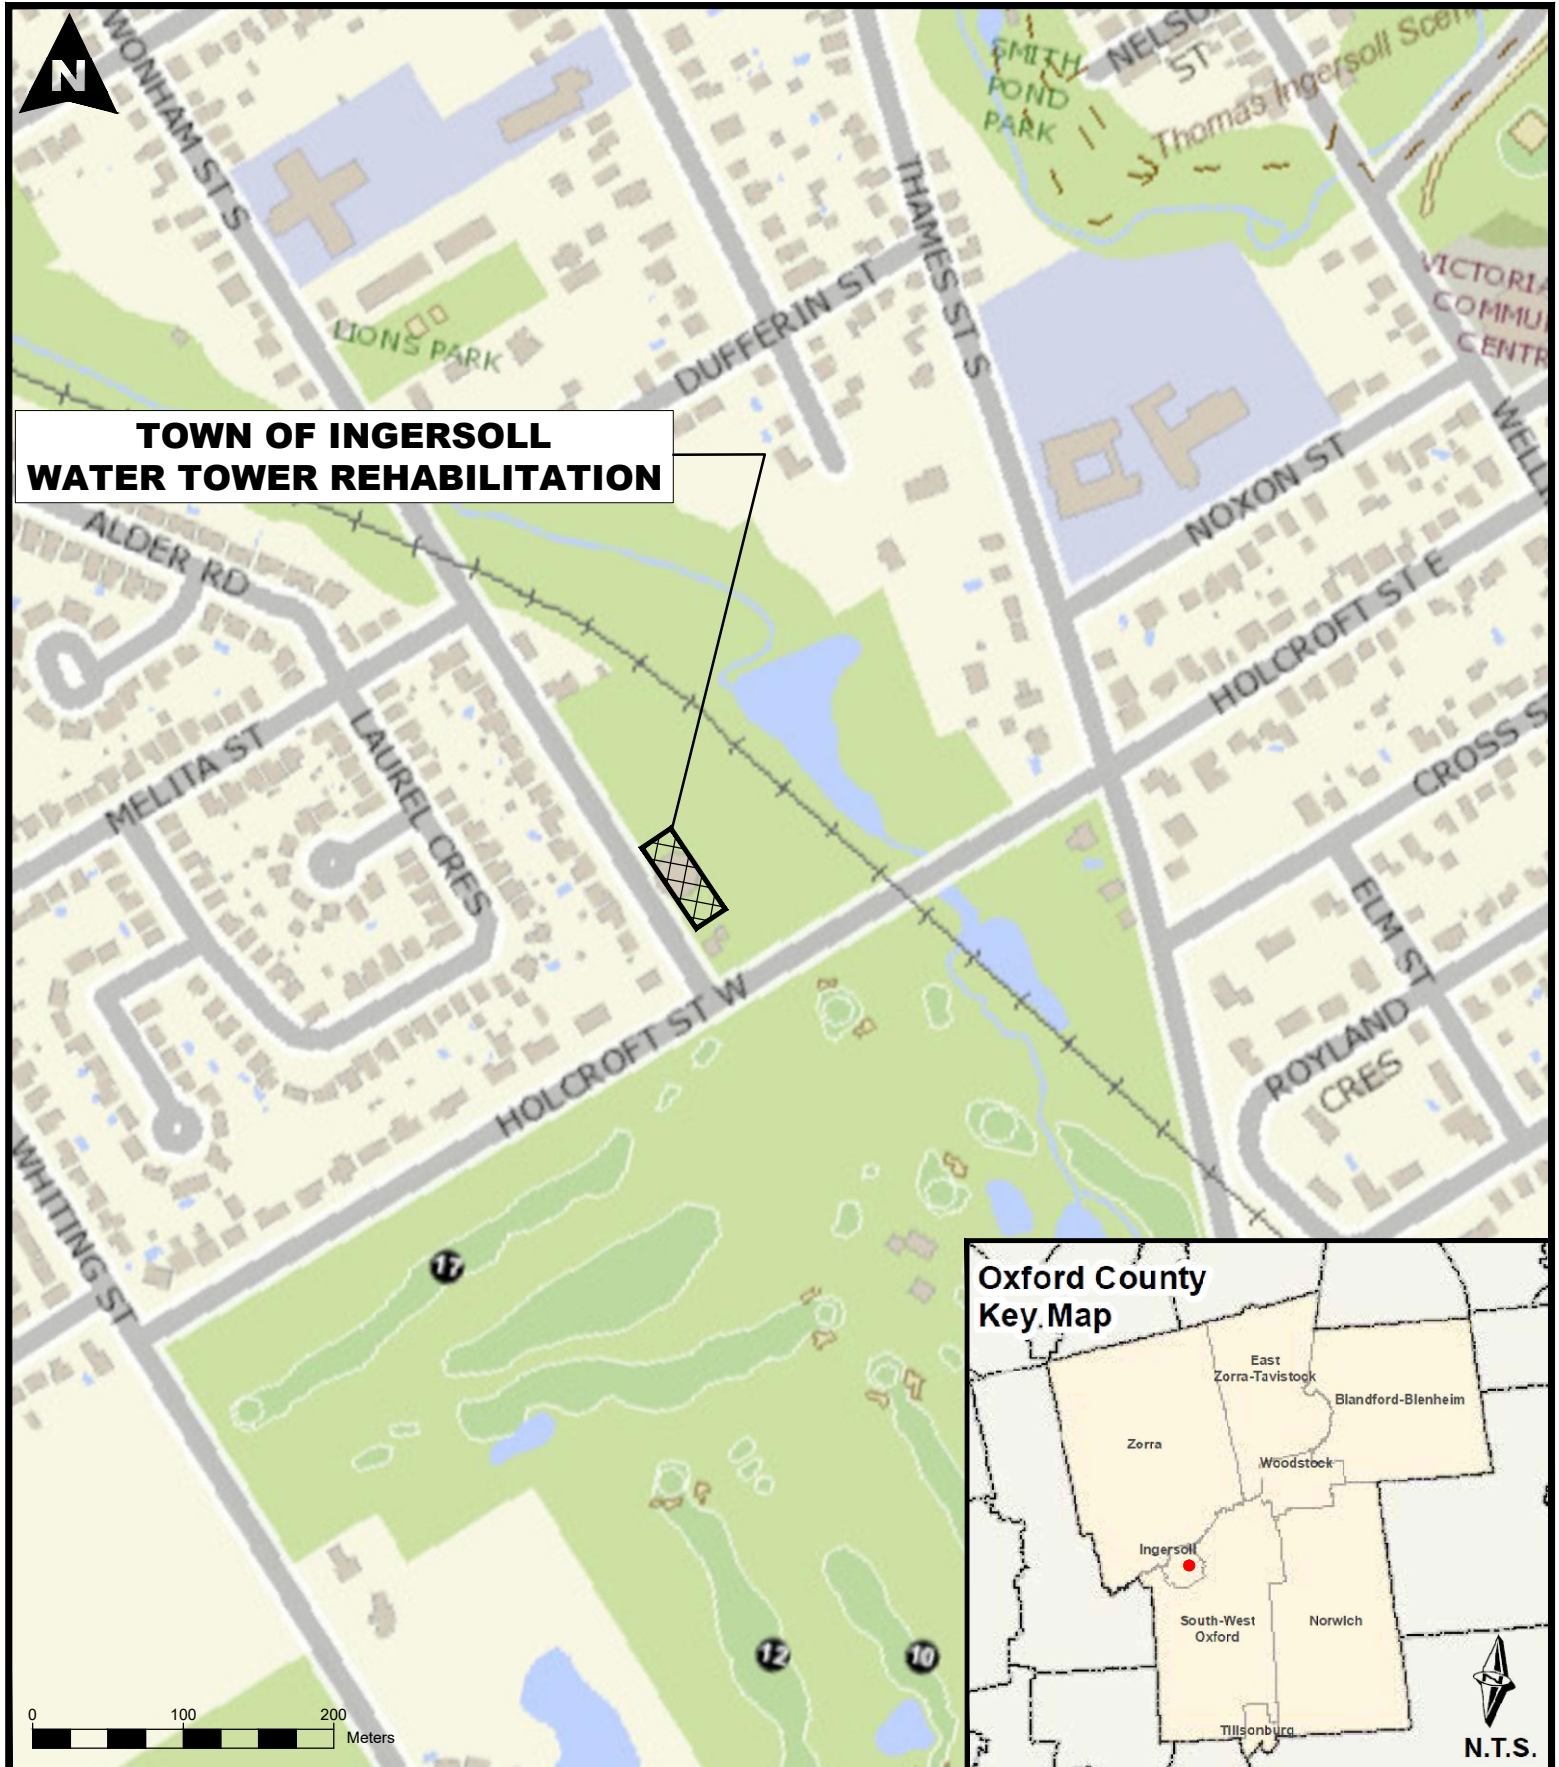 N
WONHAM ST S
SMITH
POND
PARK
NELSON
ST
Thomas Ingersoll Scenic
THAMES ST S
VICTORIA
COMMU
CENTR
LIONS PARK
DUFFERIN ST
TOWN OF INGERSOLL
WATER TOWER REHABILITATION
NOXON ST
WELLI
ALDER RD
HOLCROFT ST E
CROSS S
MELITA ST
LAUREL CRES
ELM ST
HOLCROFT ST W
ROYLAND
CRES
WHITING ST
17
12
10
0 100 200
Meters
Oxford County
Key Map
East
Zorra-Tavistock
Blandford-Blenheim
Zorra
Woodstock
Ingersoll
South-West
Oxford
Norwich
Tillsonburg
N
N.T.S.